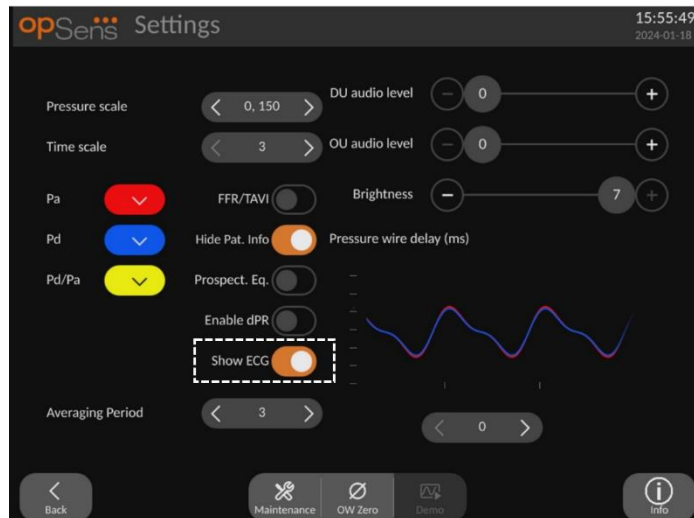 opSens Settings
15:55:49
2024-01-18
Pressure scale
0, 150
Time scale
3
DU audio level
0
OU audio level
0
Pa
FFR/TAVI
Brightness
7
Pd
Hide Pat. Info
Pressure wire delay (ms)
Pd/Pa
Prospect. Eq.
Enable dPR
Show ECG
Averaging Period
3
0
Back
Maintenance
OW Zero
Demo
Info